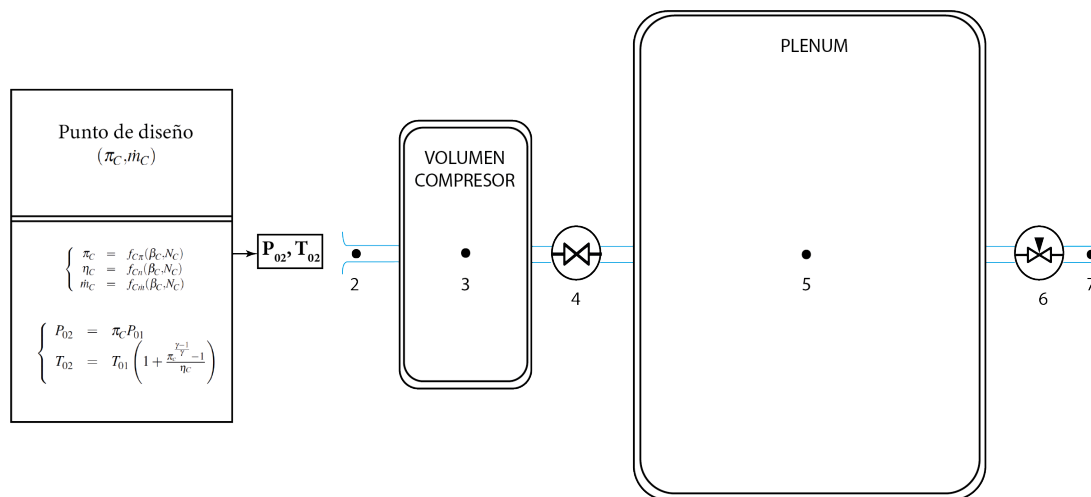 Punto de diseño
(π_C,ṁ_C)
π_C = f_Cπ(β_C,N_C)
η_C = f_Cη(β_C,N_C)
ṁ_C = f_Cṁ(β_C,N_C)
P_02 = π_C P_01
T_02 = T_01 (1 + (π_c^((γ−1)/γ) −1)/η_C)
P_02, T_02
2
VOLUMEN
COMPRESOR
3
4
PLENUM
5
6
7